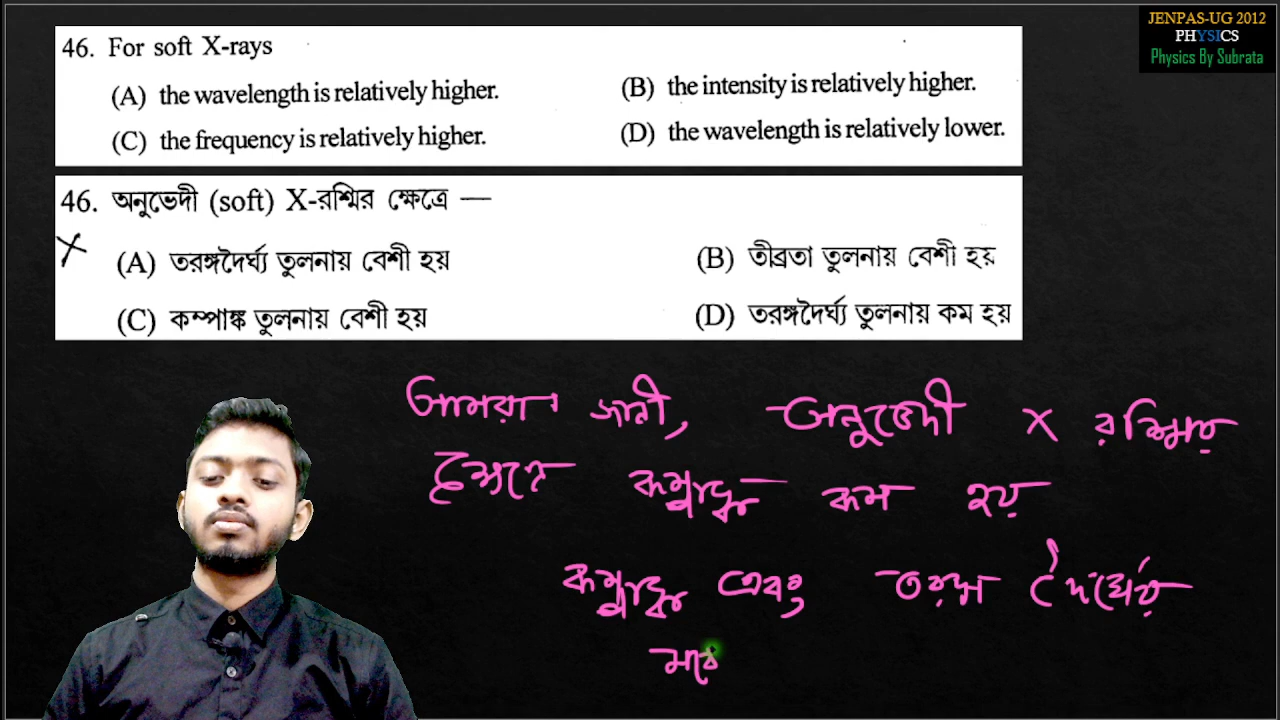 JENPAS-UG 2012
PHYSICS
Physics By Subrata
46. For soft X-rays
(A) the wavelength is relatively higher.
(B) the intensity is relatively higher.
(C) the frequency is relatively higher.
(D) the wavelength is relatively lower.
46. অনুভেদী (soft) X-রশ্মির ক্ষেত্রে —
(A) তরঙ্গদৈর্ঘ্য তুলনায় বেশী হয়
(B) তীব্রতা তুলনায় বেশী হয়
(C) কম্পাঙ্ক তুলনায় বেশী হয়
(D) তরঙ্গদৈর্ঘ্য তুলনায় কম হয়
আমরা জানী, অনুভেদী X রশ্মির
ক্ষেত্রে কম্পাঙ্ক কম হয়
কম্পাঙ্ক এবং তরঙ্গ দৈর্ঘ্যের